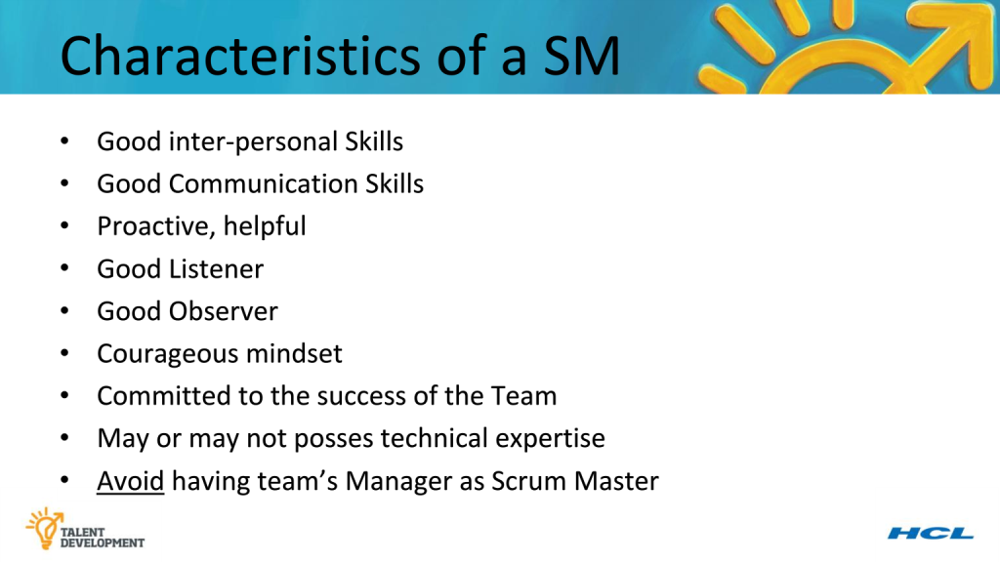 Characteristics of a SM
• Good inter-personal Skills
• Good Communication Skills
• Proactive, helpful
• Good Listener
• Good Observer
• Courageous mindset
• Committed to the success of the Team
• May or may not posses technical expertise
• Avoid having team’s Manager as Scrum Master
TALENT
DEVELOPMENT
HCL